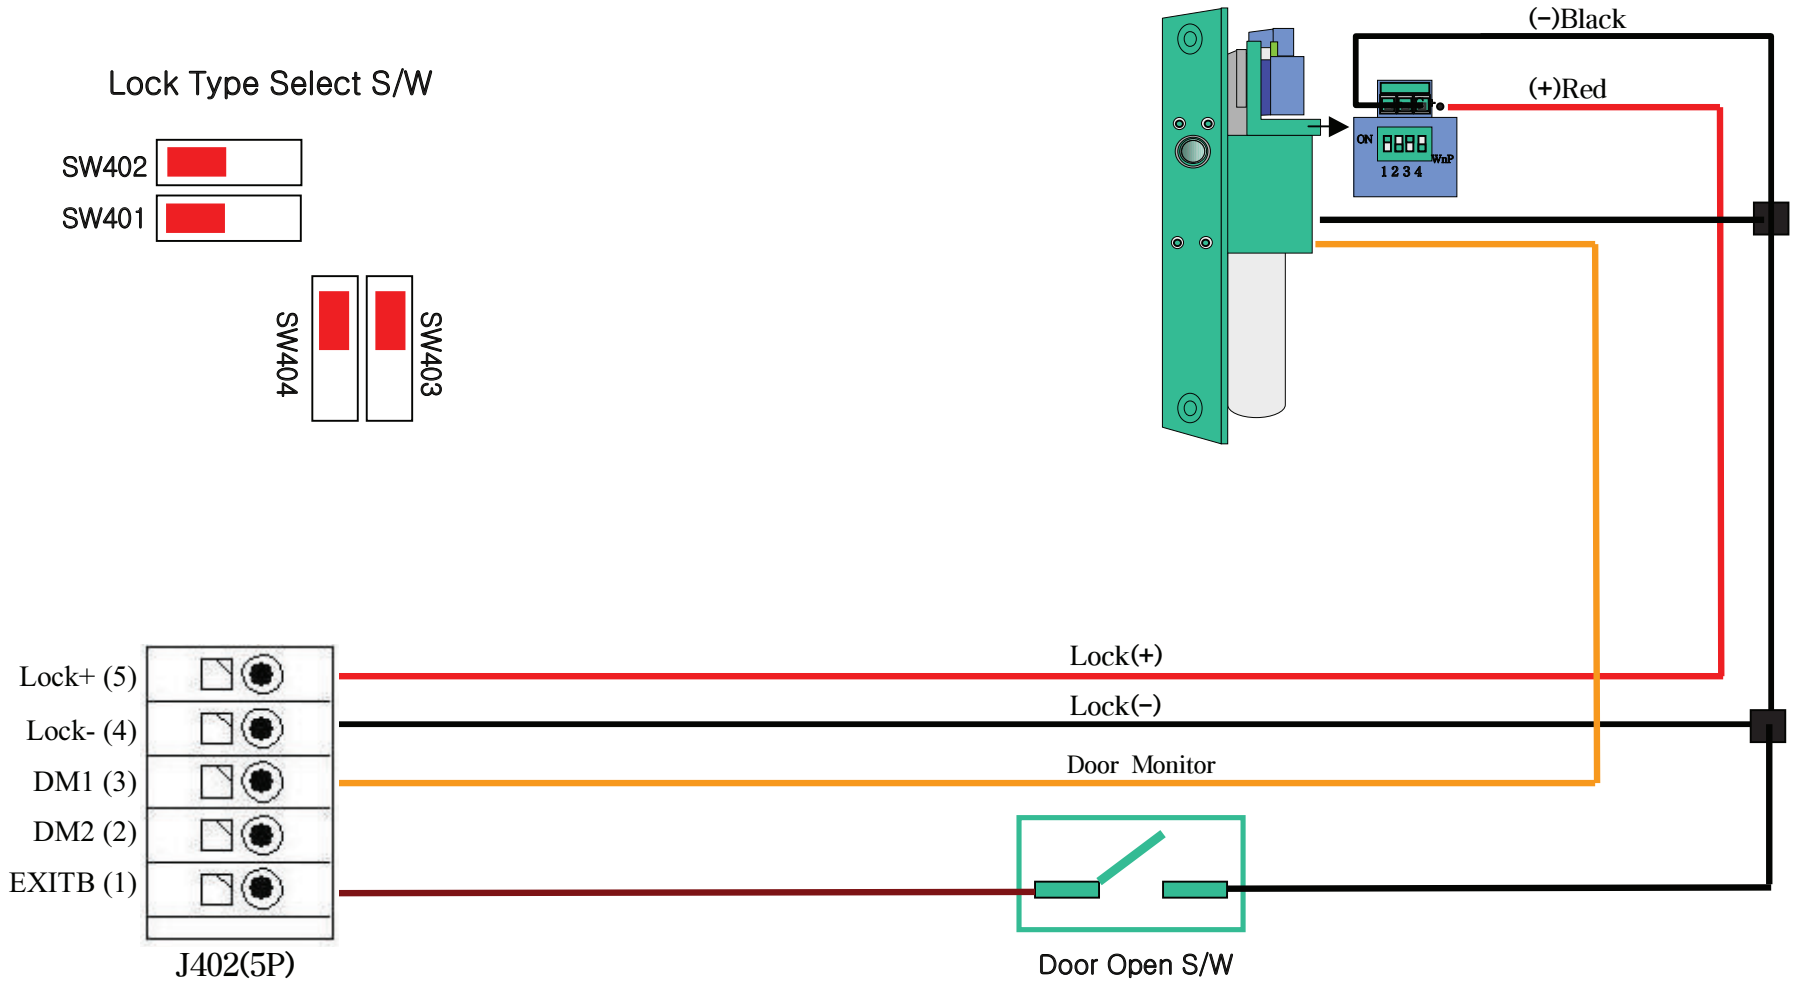 (-)Black
Lock Type Select S/W
(+)Red
SW402
SW401
ON
WnP
1 2 3 4
SW404
SW403
Lock+ (5)
Lock(+)
Lock- (4)
Lock(-)
DM1 (3)
Door Monitor
DM2 (2)
EXITB (1)
J402(5P)
Door Open S/W